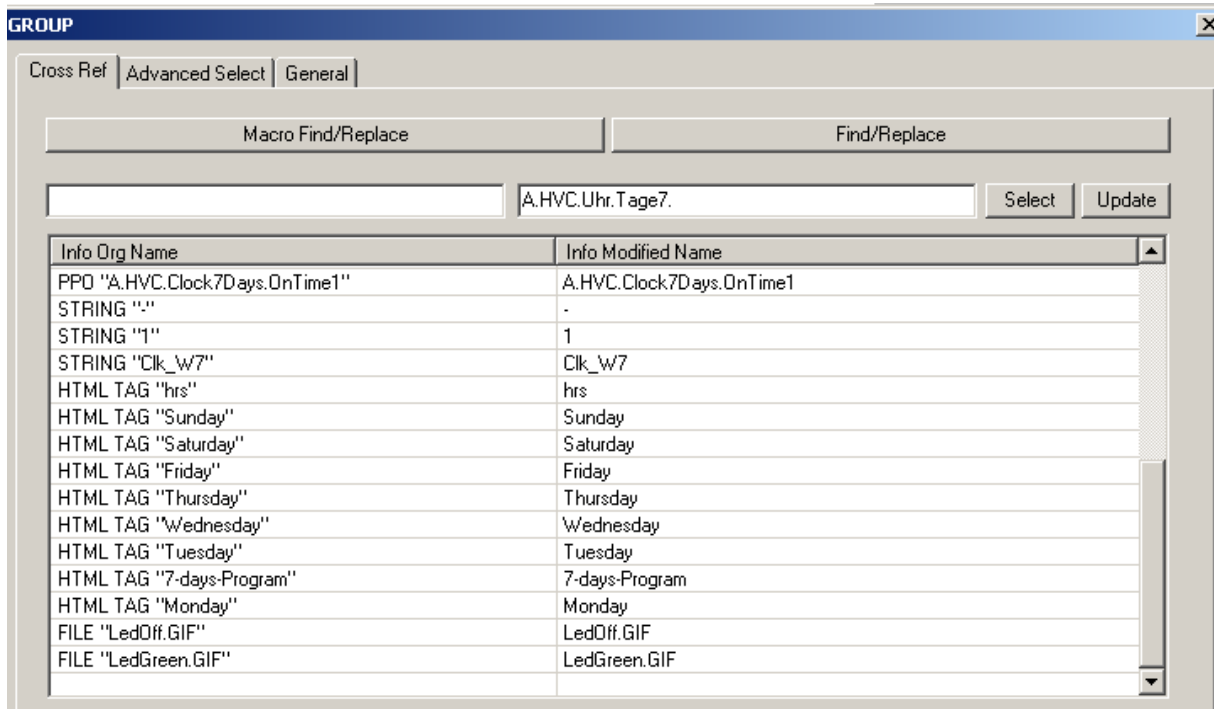 GROUP
Cross Ref Advanced Select General
Macro Find/Replace Find/Replace
A.HVC.Uhr.Tage7. Select Update
Info Org Name Info Modified Name
PPO "A.HVC.Clock7Days.OnTime1" A.HVC.Clock7Days.OnTime1
STRING "-" -
STRING "1" 1
STRING "Clk_W7" Clk_W7
HTML TAG "hrs" hrs
HTML TAG "Sunday" Sunday
HTML TAG "Saturday" Saturday
HTML TAG "Friday" Friday
HTML TAG "Thursday" Thursday
HTML TAG "Wednesday" Wednesday
HTML TAG "Tuesday" Tuesday
HTML TAG "7-days-Program" 7-days-Program
HTML TAG "Monday" Monday
FILE "LedOff.GIF" LedOff.GIF
FILE "LedGreen.GIF" LedGreen.GIF